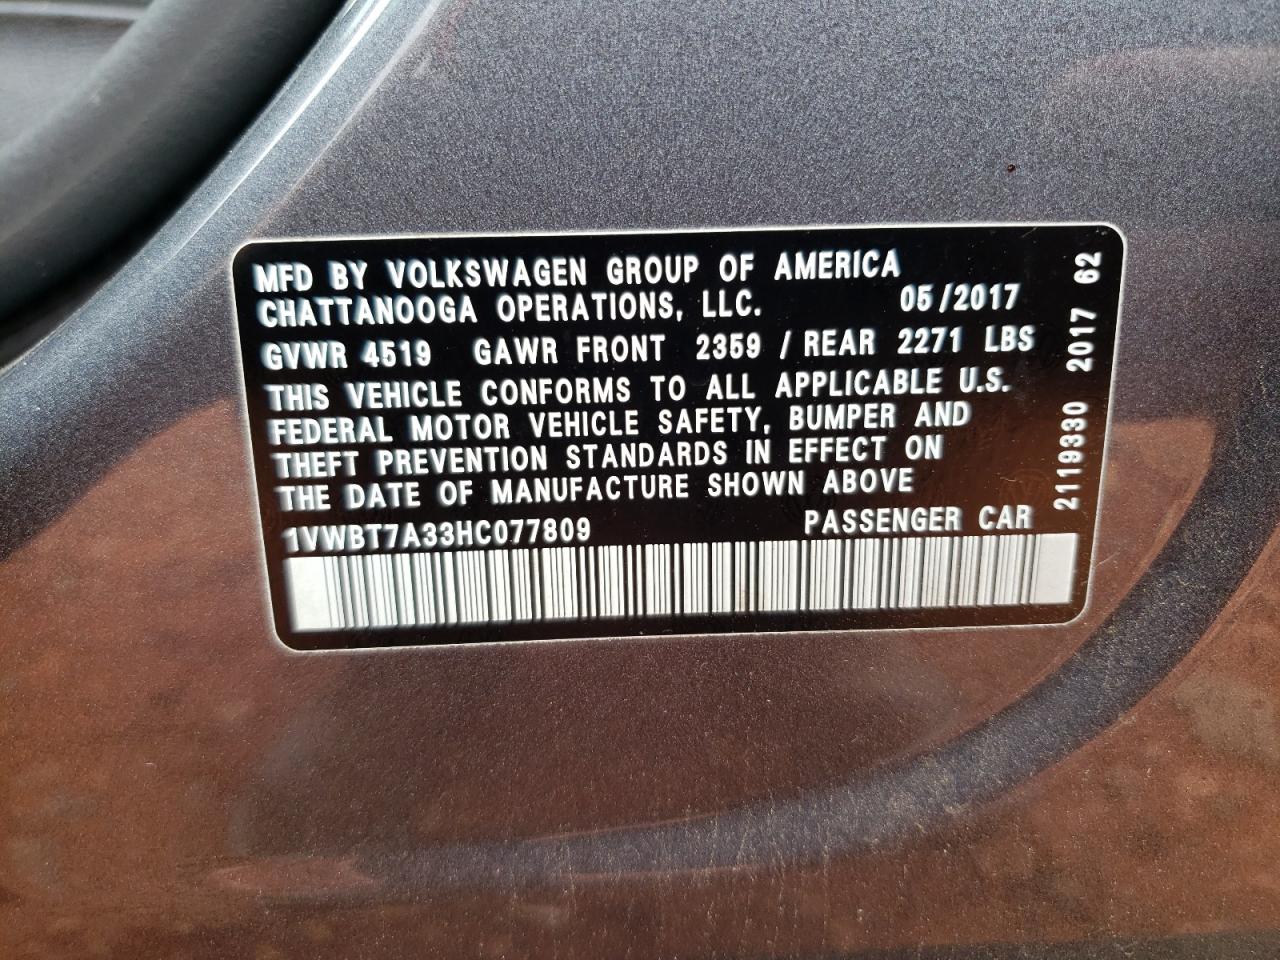 MFD BY VOLKSWAGEN GROUP OF AMERICA
CHATTANOOGA OPERATIONS, LLC. 05/2017
GVWR 4519 GAWR FRONT 2359 / REAR 2271 LBS
THIS VEHICLE CONFORMS TO ALL APPLICABLE U.S.
FEDERAL MOTOR VEHICLE SAFETY, BUMPER AND
THEFT PREVENTION STANDARDS IN EFFECT ON
THE DATE OF MANUFACTURE SHOWN ABOVE
1VWBT7A33HC077809 PASSENGER CAR
2119330 2017 62